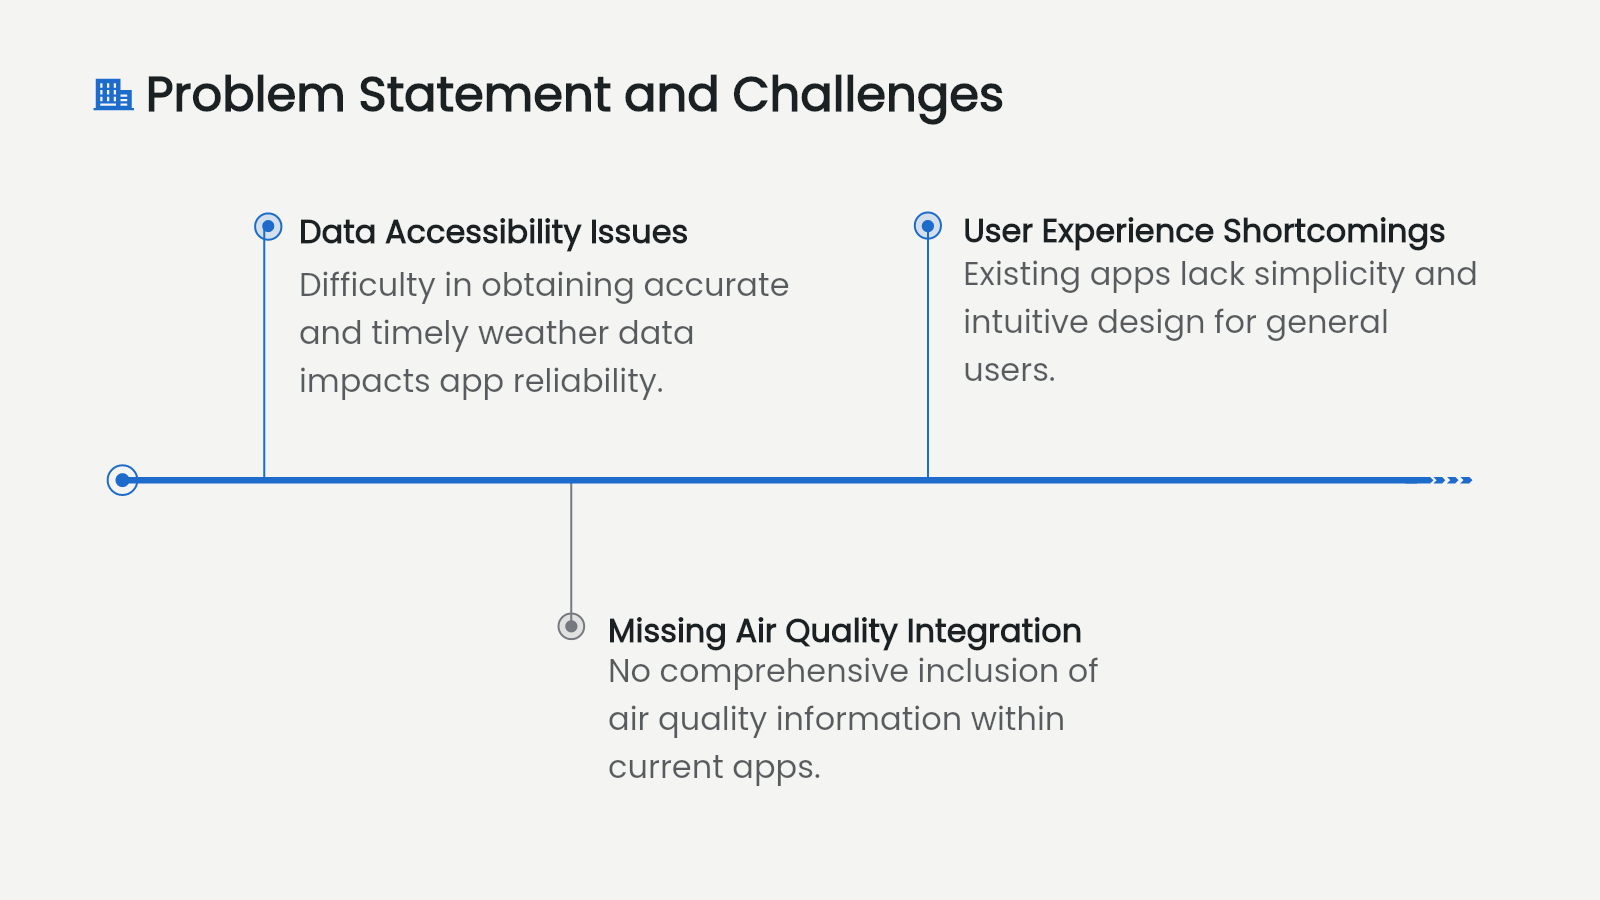 Problem Statement and Challenges
Data Accessibility Issues
Difficulty in obtaining accurate
and timely weather data
impacts app reliability.
User Experience Shortcomings
Existing apps lack simplicity and
intuitive design for general
users.
Missing Air Quality Integration
No comprehensive inclusion of
air quality information within
current apps.